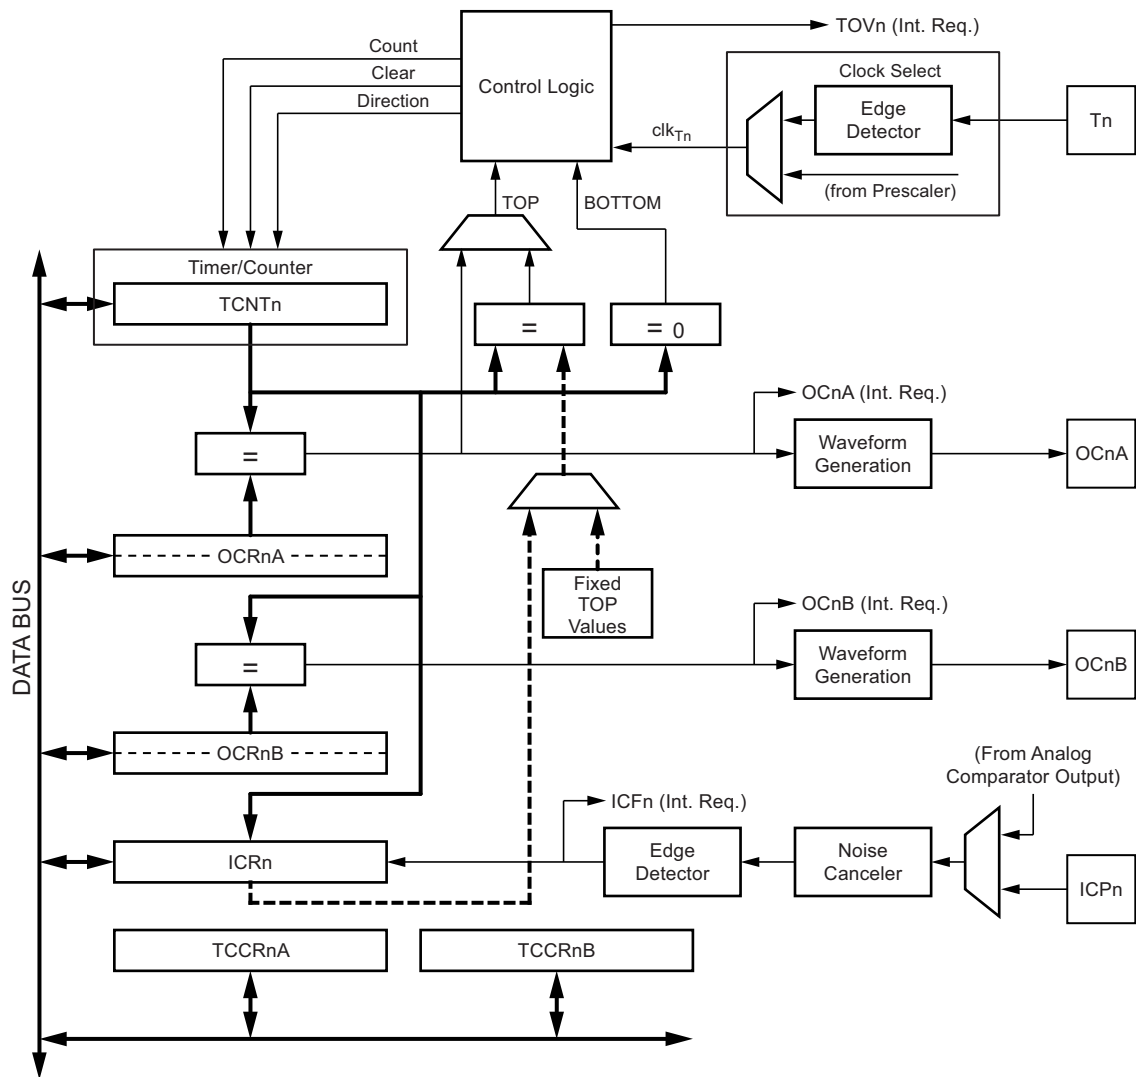 TOVn (Int. Req.)
Count
Clear
Direction
Control Logic
Clock Select
Edge
Detector
Tn
clkTn
(from Prescaler)
TOP
BOTTOM
Timer/Counter
TCNTn
=
= 0
OCnA (Int. Req.)
=
Waveform
Generation
OCnA
OCRnA
Fixed
TOP
Values
DATA BUS
OCnB (Int. Req.)
=
Waveform
Generation
OCnB
OCRnB
(From Analog
Comparator Output)
ICFn (Int. Req.)
ICRn
Edge
Detector
Noise
Canceler
ICPn
TCCRnA
TCCRnB